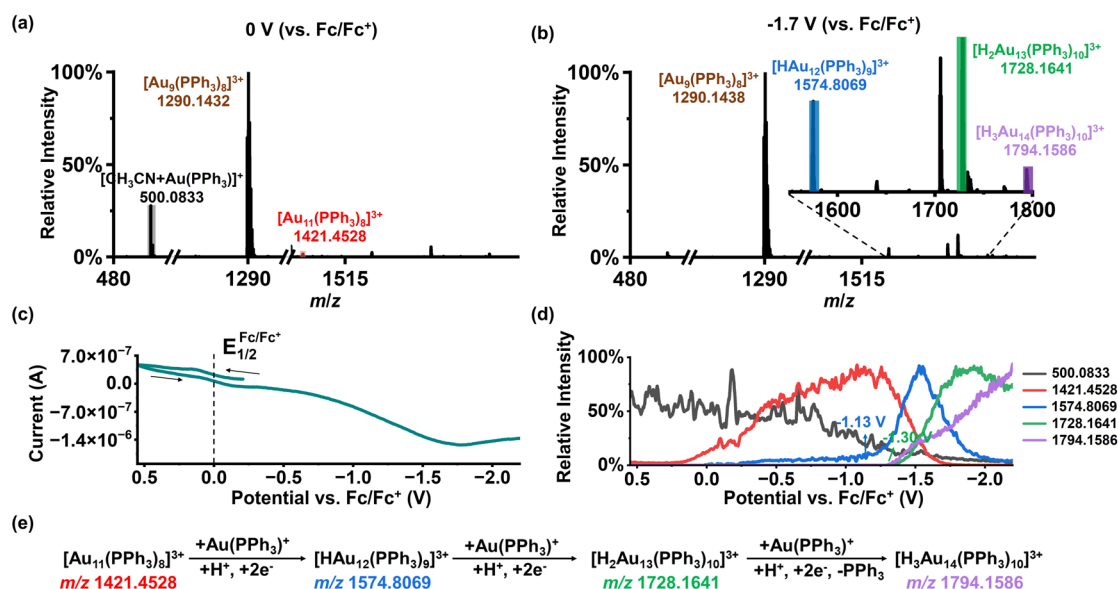 (a)
0 V (vs. Fc/Fc⁺)
100%
50%
0%
Relative Intensity
[Au₉(PPh₃)₈]³⁺
1290.1432
[CH₃CN+Au(PPh₃)]⁺
500.0833
[Au₁₁(PPh₃)₈]³⁺
1421.4528
480
1290
1515
m/z
(b)
-1.7 V (vs. Fc/Fc⁺)
100%
50%
0%
Relative Intensity
[Au₉(PPh₃)₈]³⁺
1290.1438
[HAu₁₂(PPh₃)₉]³⁺
1574.8069
[H₂Au₁₃(PPh₃)₁₀]³⁺
1728.1641
[H₃Au₁₄(PPh₃)₁₀]³⁺
1794.1586
1600
1700
1800
480
1290
1515
m/z
(c)
Current (A)
7.0×10⁻⁷
0.0
-7.0×10⁻⁷
-1.4×10⁻⁶
E₁/₂ Fc/Fc⁺
0.5
0.0
-0.5
-1.0
-1.5
-2.0
Potential vs. Fc/Fc⁺ (V)
(d)
Relative Intensity
100%
50%
0%
-1.13 V
-1.30 V
500.0833
1421.4528
1574.8069
1728.1641
1794.1586
0.5
0.0
-0.5
-1.0
-1.5
-2.0
Potential vs. Fc/Fc⁺ (V)
(e)
[Au₁₁(PPh₃)₈]³⁺
m/z 1421.4528
+Au(PPh₃)⁺
+H⁺, +2e⁻
[HAu₁₂(PPh₃)₉]³⁺
m/z 1574.8069
+Au(PPh₃)⁺
+H⁺, +2e⁻
[H₂Au₁₃(PPh₃)₁₀]³⁺
m/z 1728.1641
+Au(PPh₃)⁺
+H⁺, +2e⁻, -PPh₃
[H₃Au₁₄(PPh₃)₁₀]³⁺
m/z 1794.1586